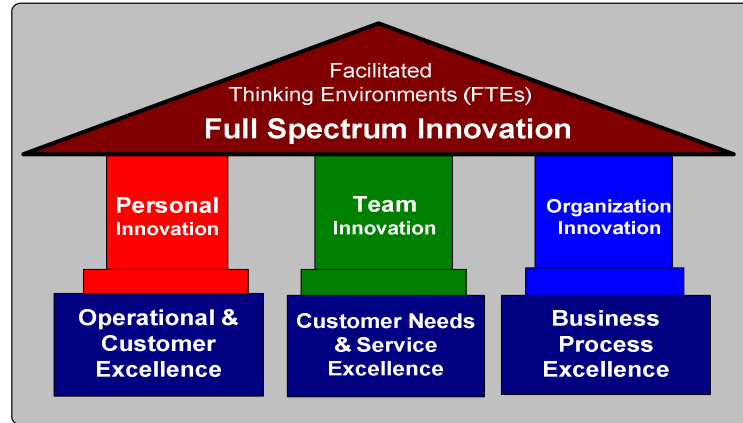 Facilitated
Thinking Environments (FTEs)
Full Spectrum Innovation
Personal
Innovation
Team
Innovation
Organization
Innovation
Operational &
Customer
Excellence
Customer Needs
& Service
Excellence
Business
Process
Excellence